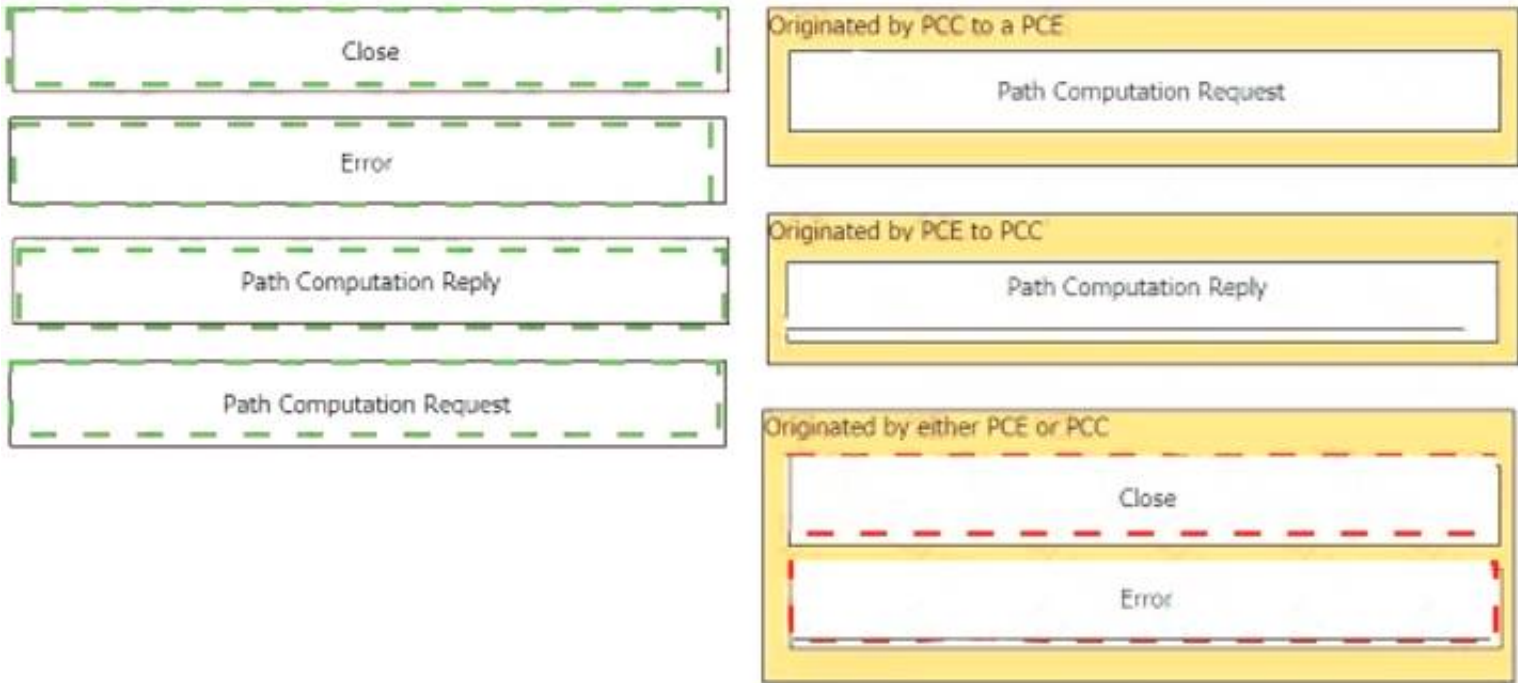 Close
Error
Path Computation Reply
Path Computation Request
Originated by PCC to a PCE
Path Computation Request
Originated by PCE to PCC
Path Computation Reply
Originated by either PCE or PCC
Close
Error